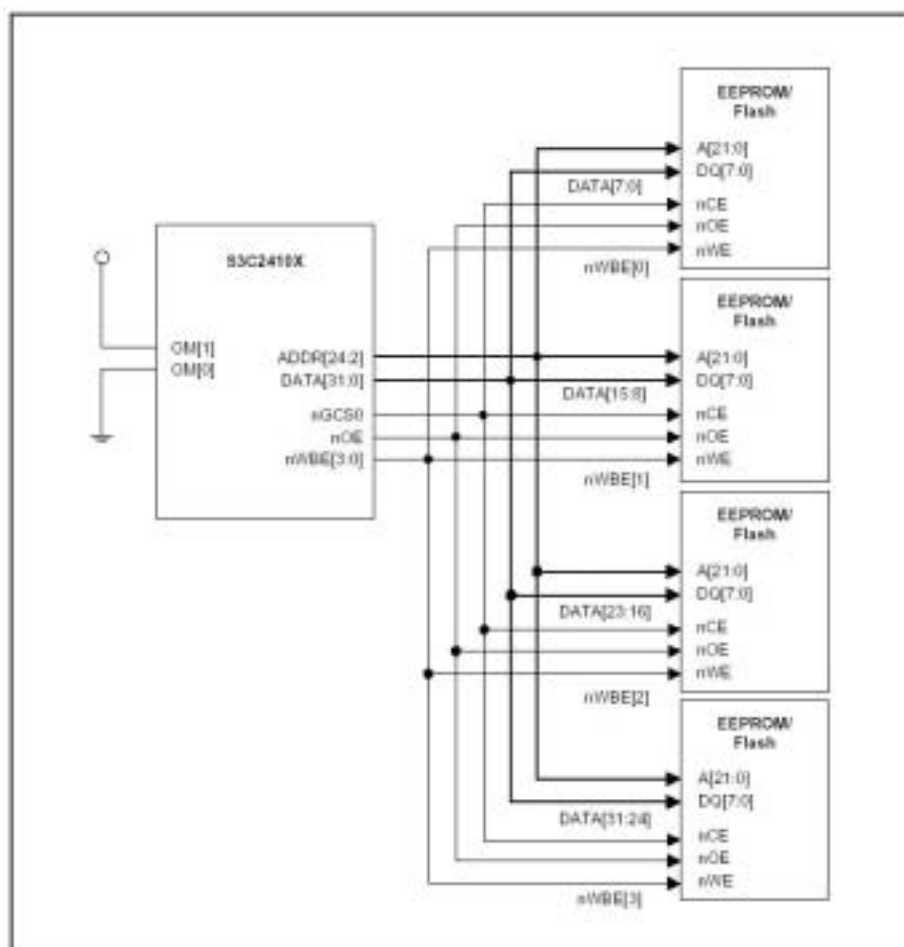 EEPROM/
Flash
A[21:0]
DQ[7:0]
DATA[7:0]
nCE
nOE
nWE
nWBE[0]
S3C2410X
OM[1]
OM[0]
ADDR[24:2]
DATA[31:0]
nGCS0
nOE
nWBE[3:0]
EEPROM/
Flash
A[21:0]
DQ[7:0]
DATA[15:8]
nCE
nOE
nWE
nWBE[1]
EEPROM/
Flash
A[21:0]
DQ[7:0]
DATA[23:16]
nCE
nOE
nWE
nWBE[2]
EEPROM/
Flash
A[21:0]
DQ[7:0]
DATA[31:24]
nCE
nOE
nWE
nWBE[3]